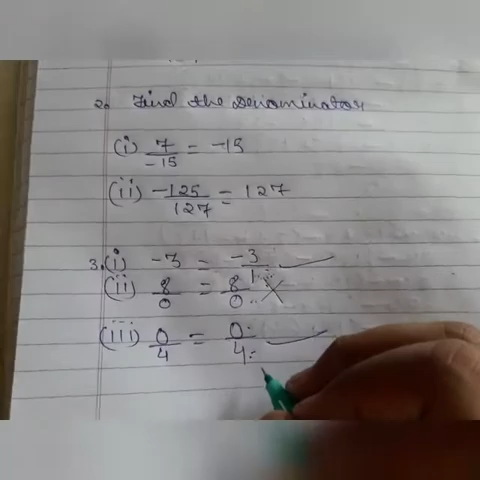 2. Find the Denominator
(i) 7/-15 = -15
(ii) -125/127 = 127
3.(i) -3 = -3/1
(ii) 8/0 = 8/0 ×
(iii) 0/4 = 0/4